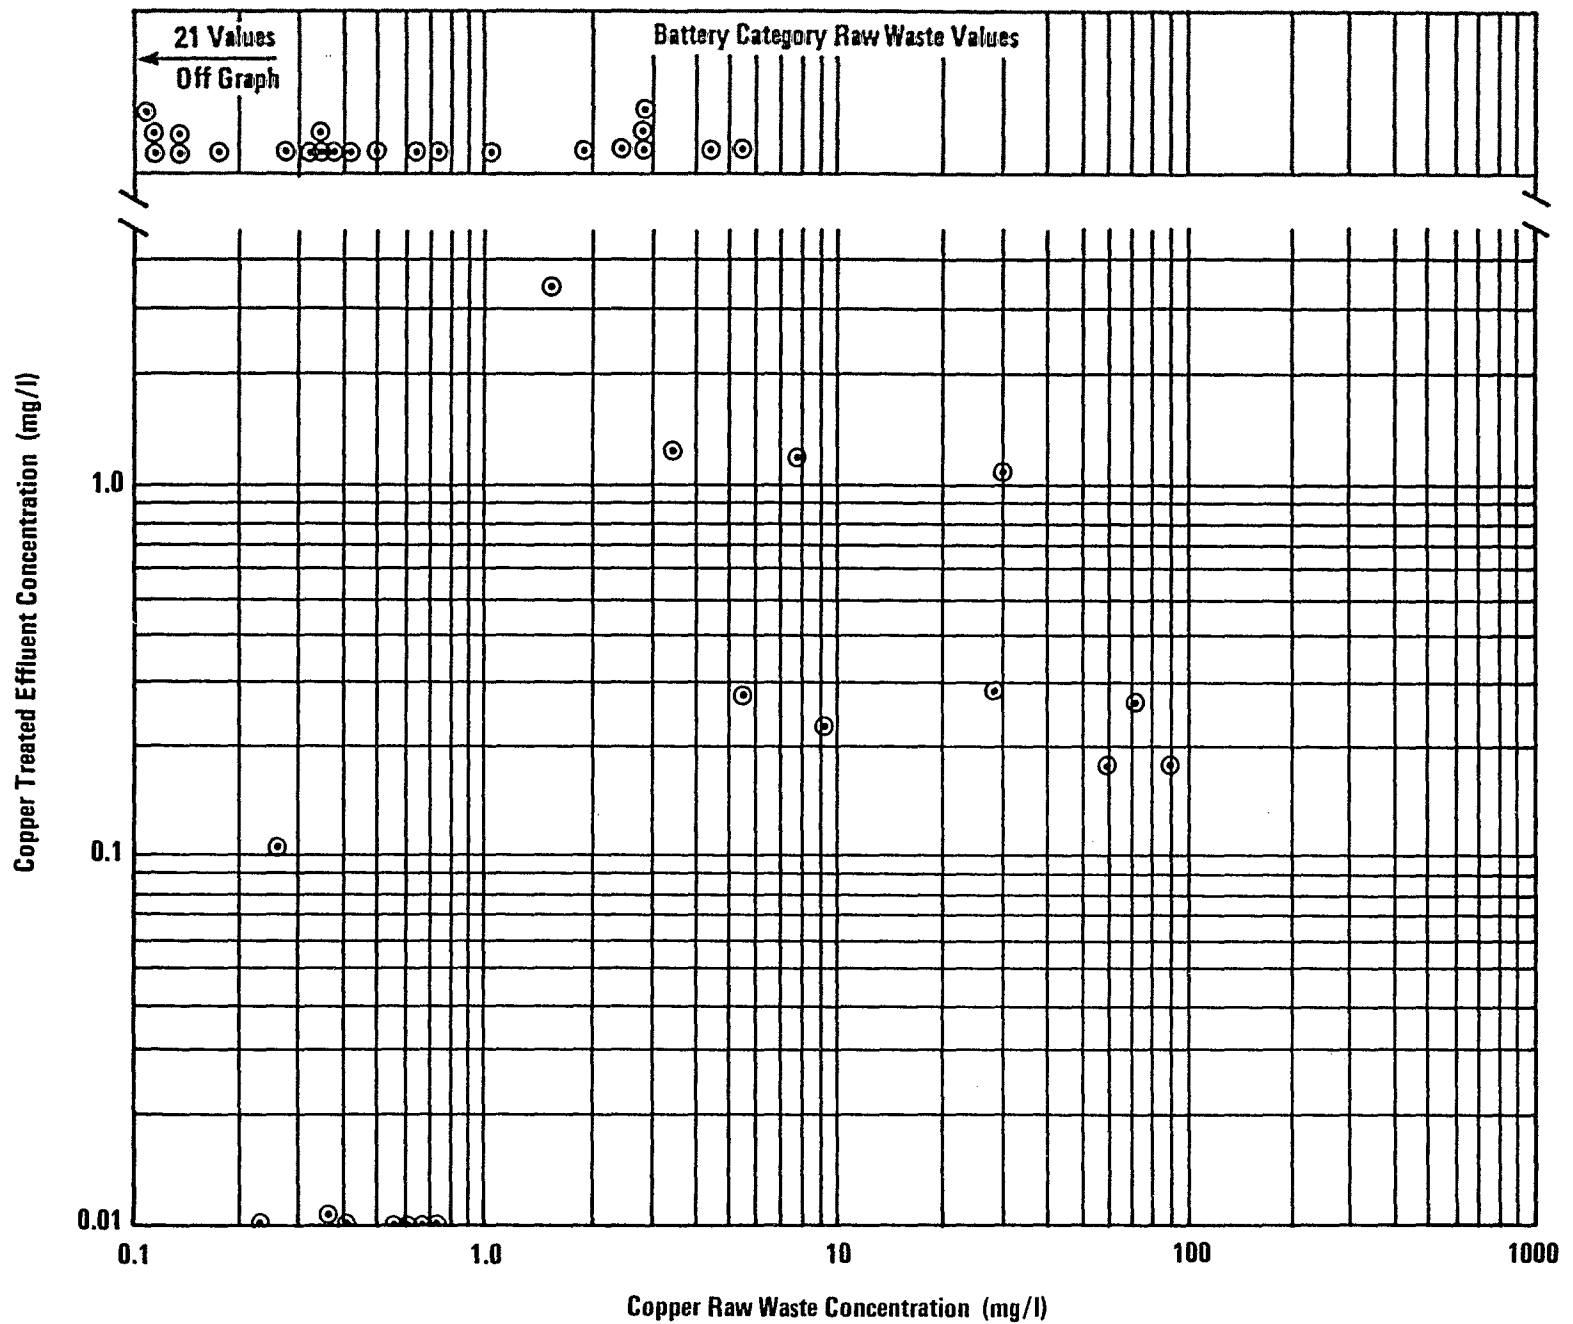 21 Values
Off Graph
Battery Category Raw Waste Values
Copper Treated Effluent Concentration (mg/l)
1.0
0.1
0.01
0.1
1.0
10
100
1000
Copper Raw Waste Concentration (mg/l)